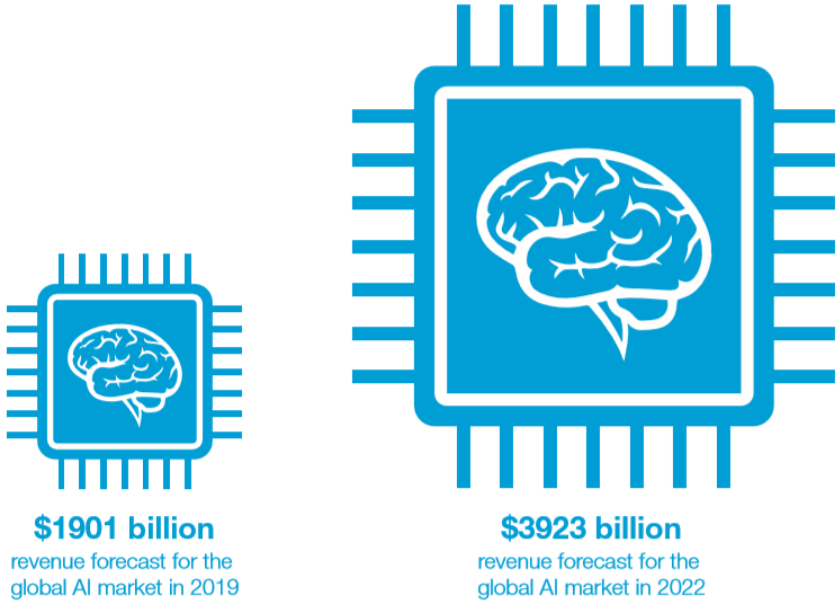 $1901 billion
revenue forecast for the
global AI market in 2019
$3923 billion
revenue forecast for the
global AI market in 2022